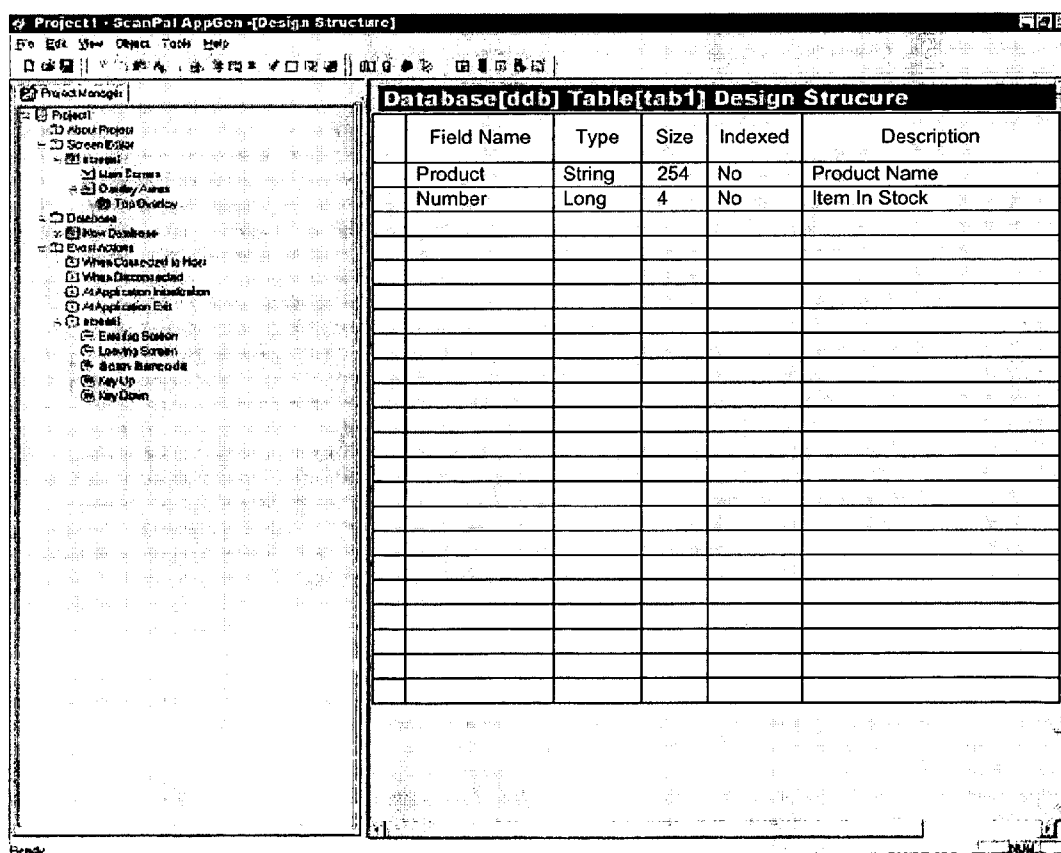 Project1 - ScanPal AppGen -[Design Structure]
File Edit View Object Tools Help
Project Manager
Project1
About Project
Screen Editor
screen1
Main Screen
Overlay Areas
Top Overlay
Database
New Database
Event Actions
When Connected to Host
When Disconnected
At Application Initialization
At Application Exit
screen1
Entering Screen
Leaving Screen
Scan Barcode
Key Up
Key Down
Database[ddb] Table[tab1] Design Strucure
Field Name Type Size Indexed Description
Product String 254 No Product Name
Number Long 4 No Item In Stock
Ready
NUM